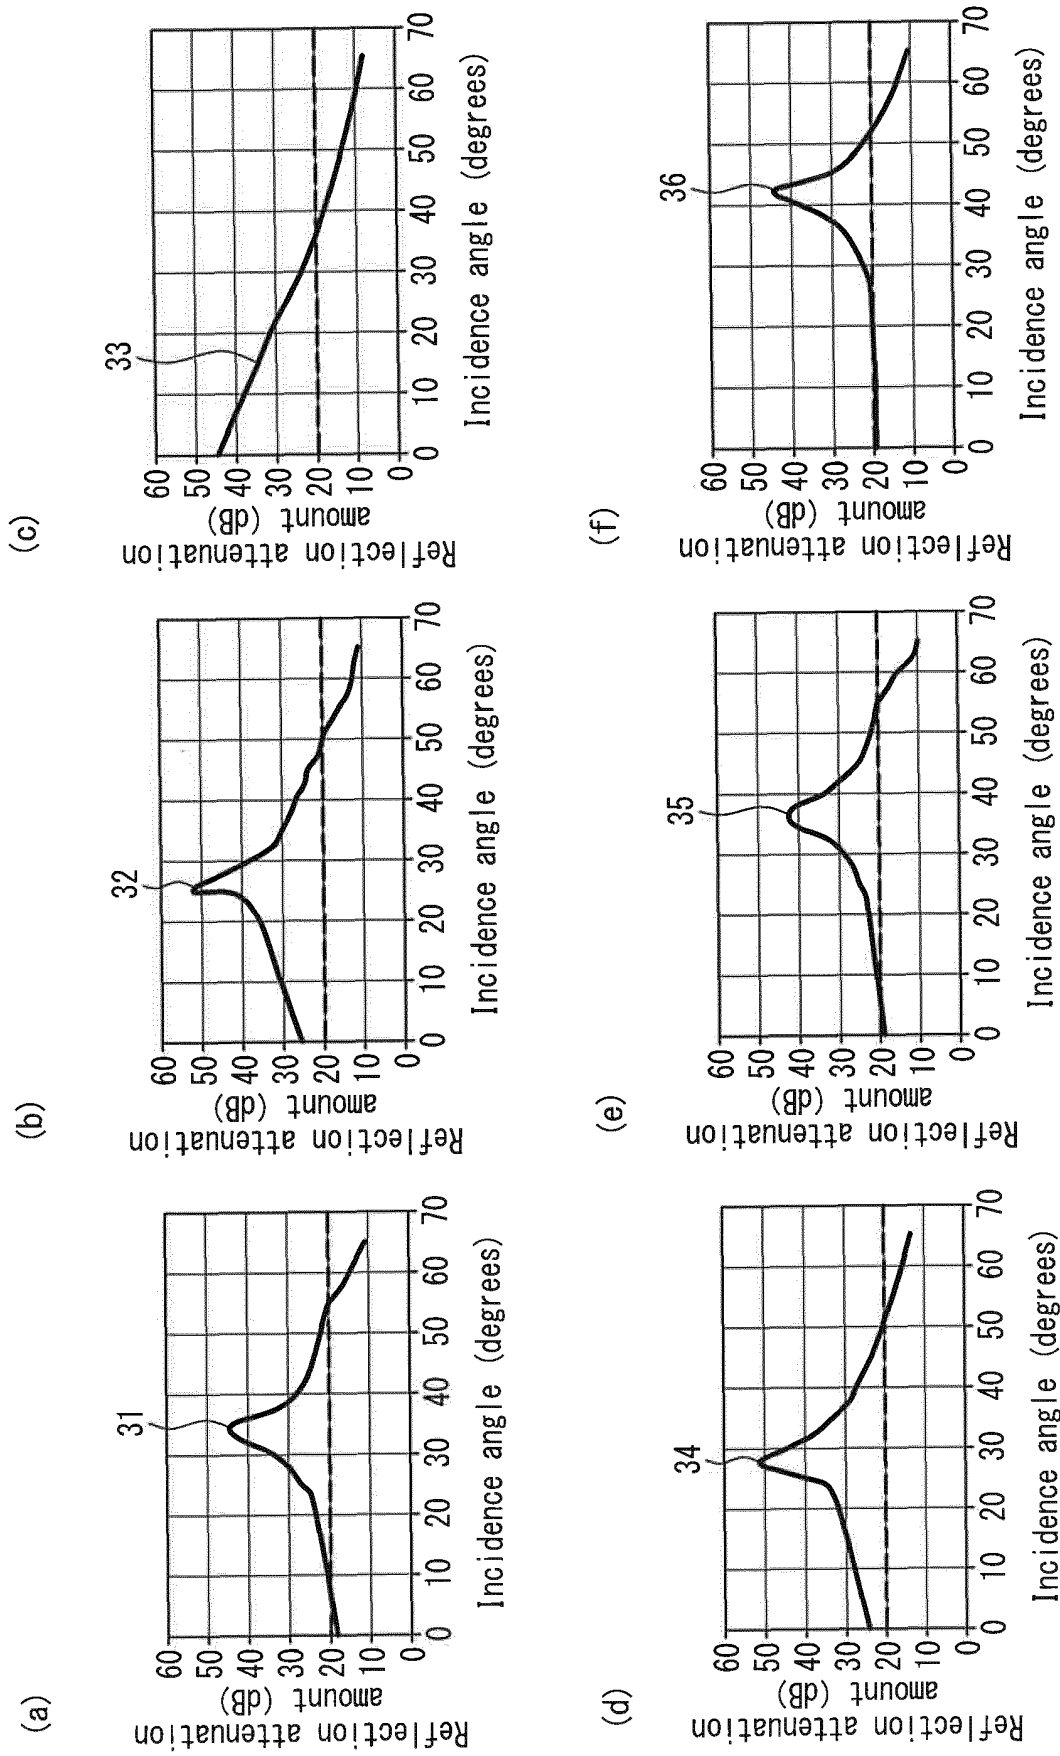 (a)
31
Reflection attenuation
amount (dB)
60
50
40
30
20
10
0
0 10 20 30 40 50 60 70
Incidence angle (degrees)
(b)
32
Reflection attenuation
amount (dB)
60
50
40
30
20
10
0
0 10 20 30 40 50 60 70
Incidence angle (degrees)
(c)
33
Reflection attenuation
amount (dB)
60
50
40
30
20
10
0
0 10 20 30 40 50 60 70
Incidence angle (degrees)
(d)
34
Reflection attenuation
amount (dB)
60
50
40
30
20
10
0
0 10 20 30 40 50 60 70
Incidence angle (degrees)
(e)
35
Reflection attenuation
amount (dB)
60
50
40
30
20
10
0
0 10 20 30 40 50 60 70
Incidence angle (degrees)
(f)
36
Reflection attenuation
amount (dB)
60
50
40
30
20
10
0
0 10 20 30 40 50 60 70
Incidence angle (degrees)